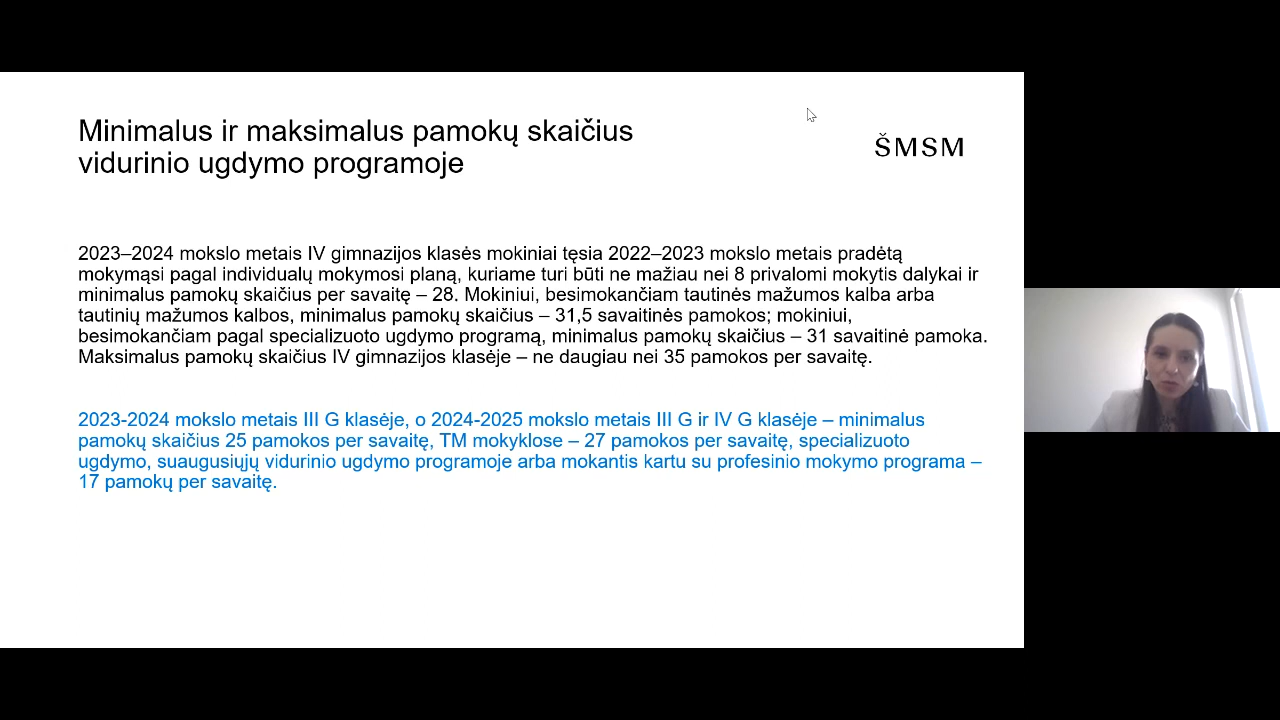 Minimalus ir maksimalus pamokų skaičius
vidurinio ugdymo programoje
ŠMSM
2023–2024 mokslo metais IV gimnazijos klasės mokiniai tęsia 2022–2023 mokslo metais pradėtą
mokymąsi pagal individualų mokymosi planą, kuriame turi būti ne mažiau nei 8 privalomi mokytis dalykai ir
minimalus pamokų skaičius per savaitę – 28. Mokiniui, besimokančiam tautinės mažumos kalba arba
tautinių mažumos kalbos, minimalus pamokų skaičius – 31,5 savaitinės pamokos; mokiniui,
besimokančiam pagal specializuoto ugdymo programą, minimalus pamokų skaičius – 31 savaitinė pamoka.
Maksimalus pamokų skaičius IV gimnazijos klasėje – ne daugiau nei 35 pamokos per savaitę.
2023-2024 mokslo metais III G klasėje, o 2024-2025 mokslo metais III G ir IV G klasėje – minimalus
pamokų skaičius 25 pamokos per savaitę, TM mokyklose – 27 pamokos per savaitę, specializuoto
ugdymo, suaugusiųjų vidurinio ugdymo programoje arba mokantis kartu su profesinio mokymo programa –
17 pamokų per savaitę.